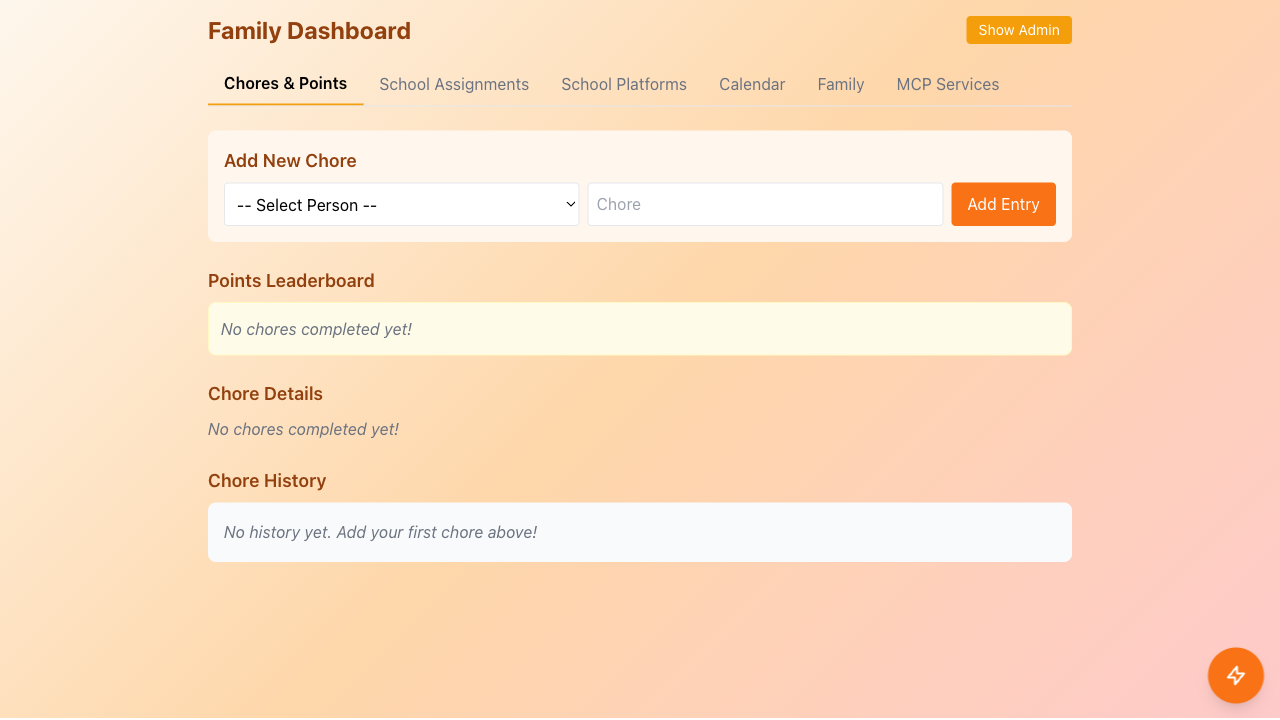 Family Dashboard
Show Admin
Chores & Points
School Assignments
School Platforms
Calendar
Family
MCP Services
Add New Chore
-- Select Person --
Chore
Add Entry
Points Leaderboard
No chores completed yet!
Chore Details
No chores completed yet!
Chore History
No history yet. Add your first chore above!